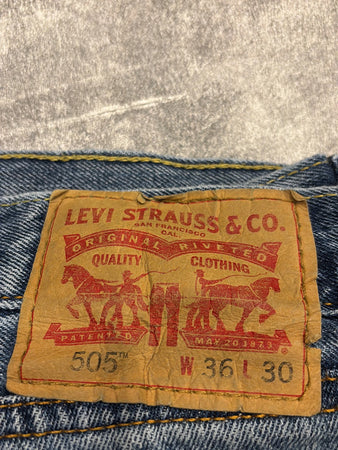 LEVI STRAUSS & CO.
SAN FRANCISCO
CAL.
ORIGINAL RIVETED
QUALITY CLOTHING
PATENTED MAY 20 1873
505™ W 36 L 30